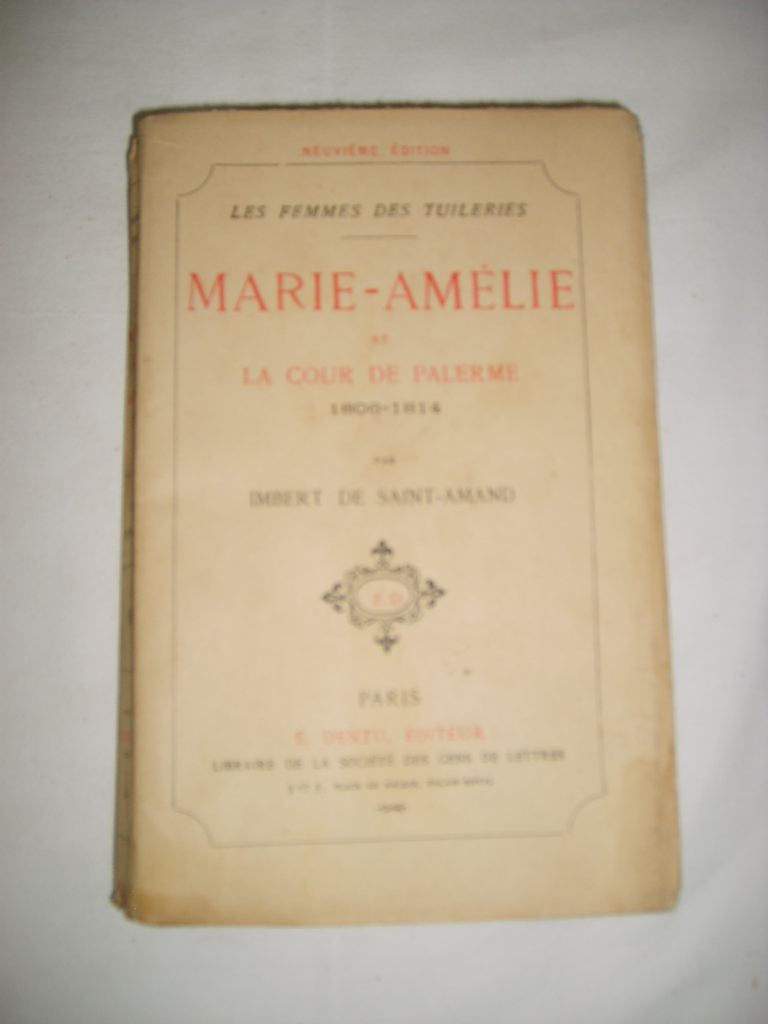 NEUVIÈME ÉDITION
LES FEMMES DES TUILERIES
MARIE-AMÉLIE
ET
LA COUR DE PALERME
1806-1814
PAR
IMBERT DE SAINT-AMAND
E. D
PARIS
E. DENTU, ÉDITEUR
LIBRAIRE DE LA SOCIÉTÉ DES GENS DE LETTRES